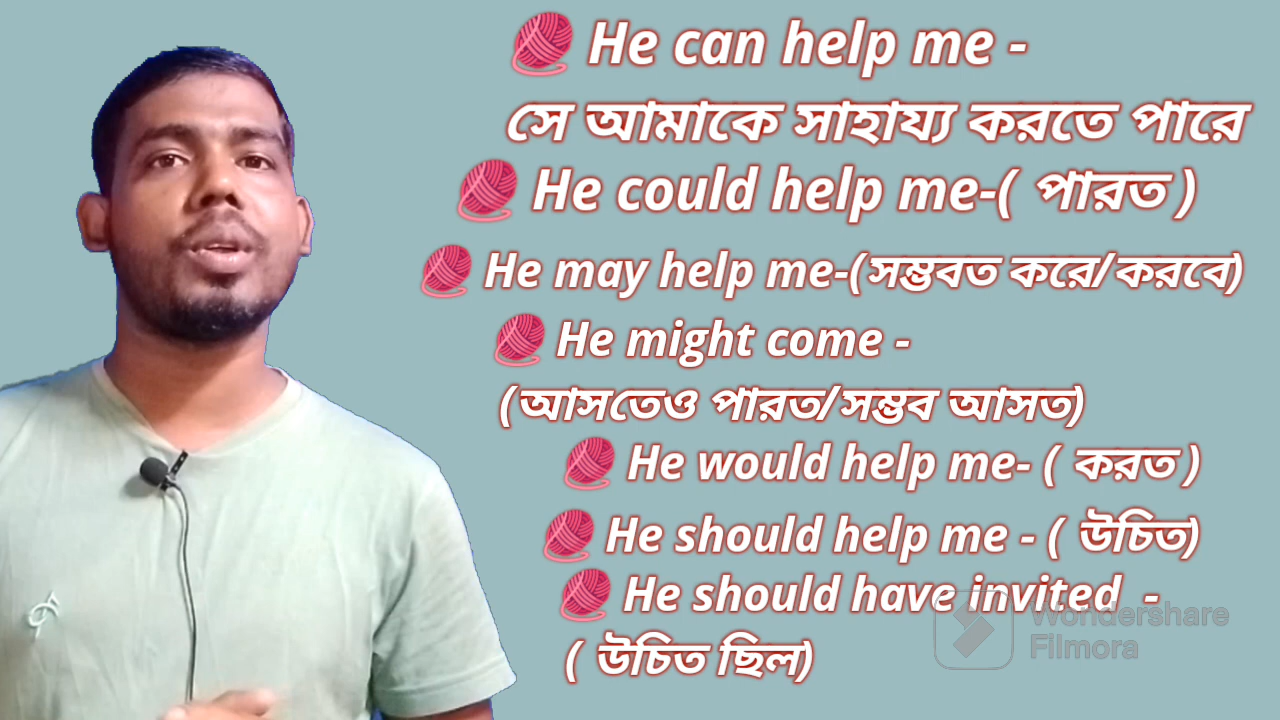 He can help me -
সে আমাকে সাহায্য করতে পারে
He could help me-( পারত )
He may help me-(সম্ভবত করে/করবে)
He might come -
(আসতেও পারত/সম্ভব আসত)
He would help me- ( করত )
He should help me - ( উচিত)
He should have invited -
( উচিত ছিল)
Wondershare
Filmora